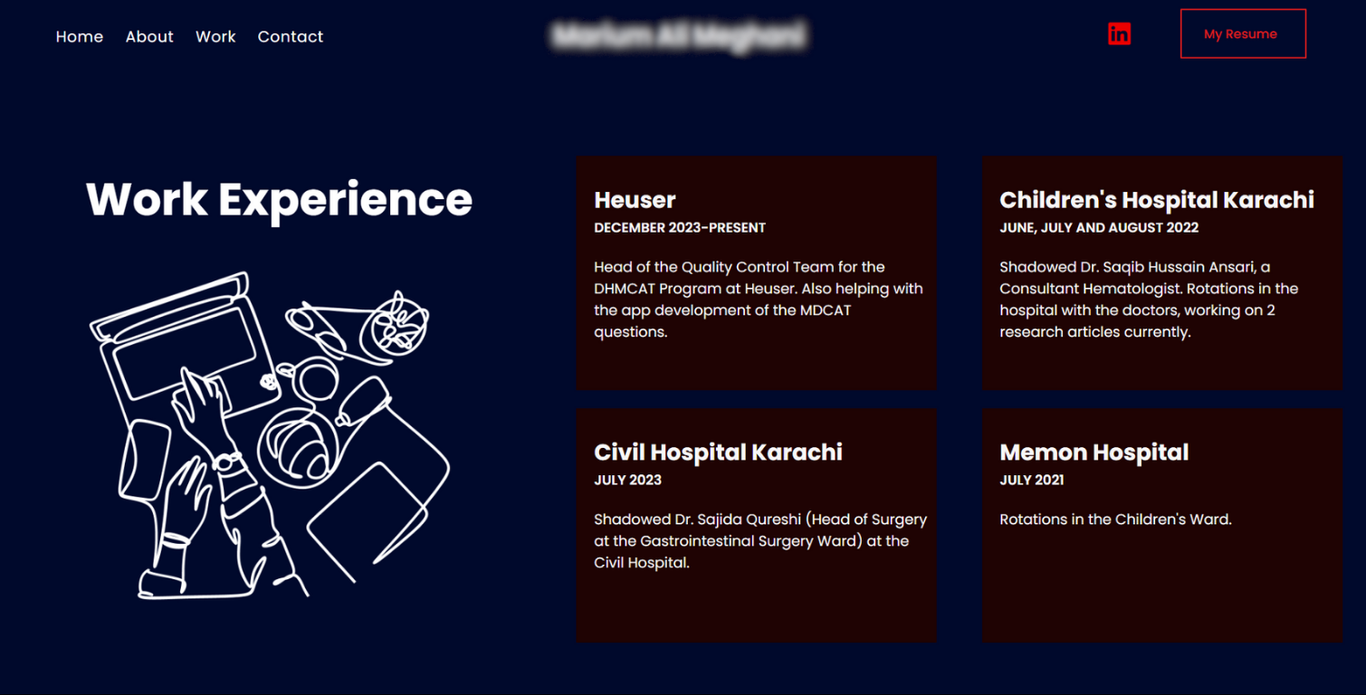 Home About Work Contact
My Resume
Work Experience
Heuser
DECEMBER 2023-PRESENT
Head of the Quality Control Team for the
DHMCAT Program at Heuser. Also helping with
the app development of the MDCAT
questions.
Children's Hospital Karachi
JUNE, JULY AND AUGUST 2022
Shadowed Dr. Saqib Hussain Ansari, a
Consultant Hematologist. Rotations in the
hospital with the doctors, working on 2
research articles currently.
Civil Hospital Karachi
JULY 2023
Shadowed Dr. Sajida Qureshi (Head of Surgery
at the Gastrointestinal Surgery Ward) at the
Civil Hospital.
Memon Hospital
JULY 2021
Rotations in the Children's Ward.